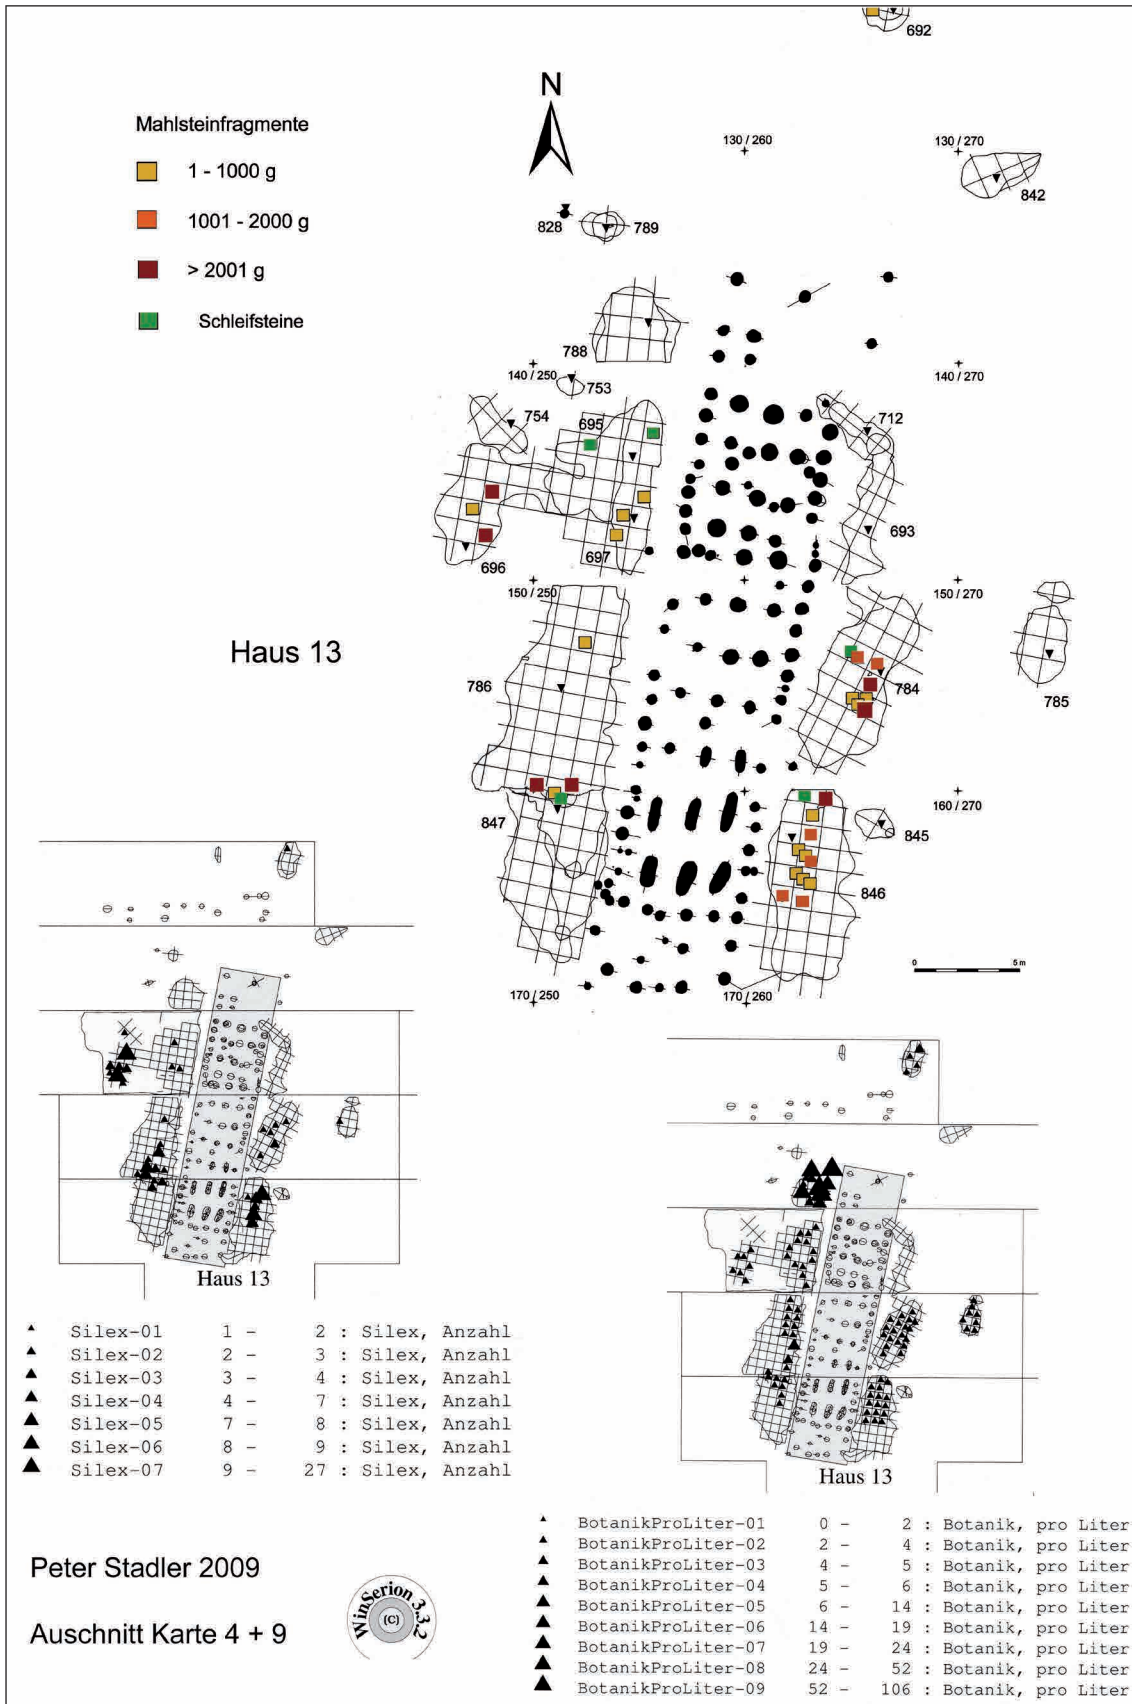 692
N
Mahlsteinfragmente
1 - 1000 g
1001 - 2000 g
> 2001 g
Schleifsteine
130 / 260
130 / 270
842
828
789
788
140 / 250
140 / 270
753
754
695
712
696
697
693
150 / 250
150 / 270
Haus 13
786
784
785
847
160 / 270
845
846
0
5 m
170 / 250
170 / 260
Haus 13
Silex-01 1 - 2 : Silex, Anzahl
Silex-02 2 - 3 : Silex, Anzahl
Silex-03 3 - 4 : Silex, Anzahl
Silex-04 4 - 7 : Silex, Anzahl
Silex-05 7 - 8 : Silex, Anzahl
Silex-06 8 - 9 : Silex, Anzahl
Silex-07 9 - 27 : Silex, Anzahl
Haus 13
BotanikProLiter-01 0 - 2 : Botanik, pro Liter
BotanikProLiter-02 2 - 4 : Botanik, pro Liter
BotanikProLiter-03 4 - 5 : Botanik, pro Liter
BotanikProLiter-04 5 - 6 : Botanik, pro Liter
BotanikProLiter-05 6 - 14 : Botanik, pro Liter
BotanikProLiter-06 14 - 19 : Botanik, pro Liter
BotanikProLiter-07 19 - 24 : Botanik, pro Liter
BotanikProLiter-08 24 - 52 : Botanik, pro Liter
BotanikProLiter-09 52 - 106 : Botanik, pro Liter
Peter Stadler 2009
Auschnitt Karte 4 + 9
WinSerion 3.3.2
(C)